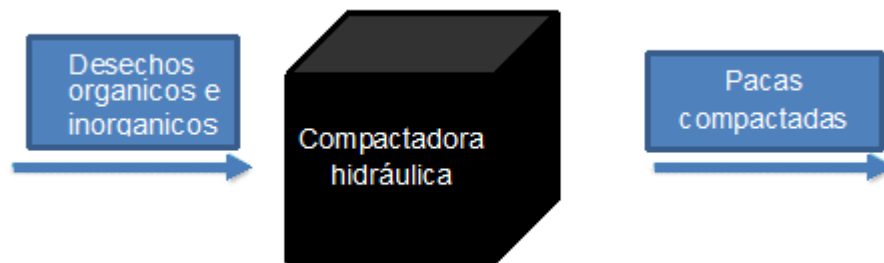 Desechos
organicos e
inorganicos
Compactadora
hidráulica
Pacas
compactadas